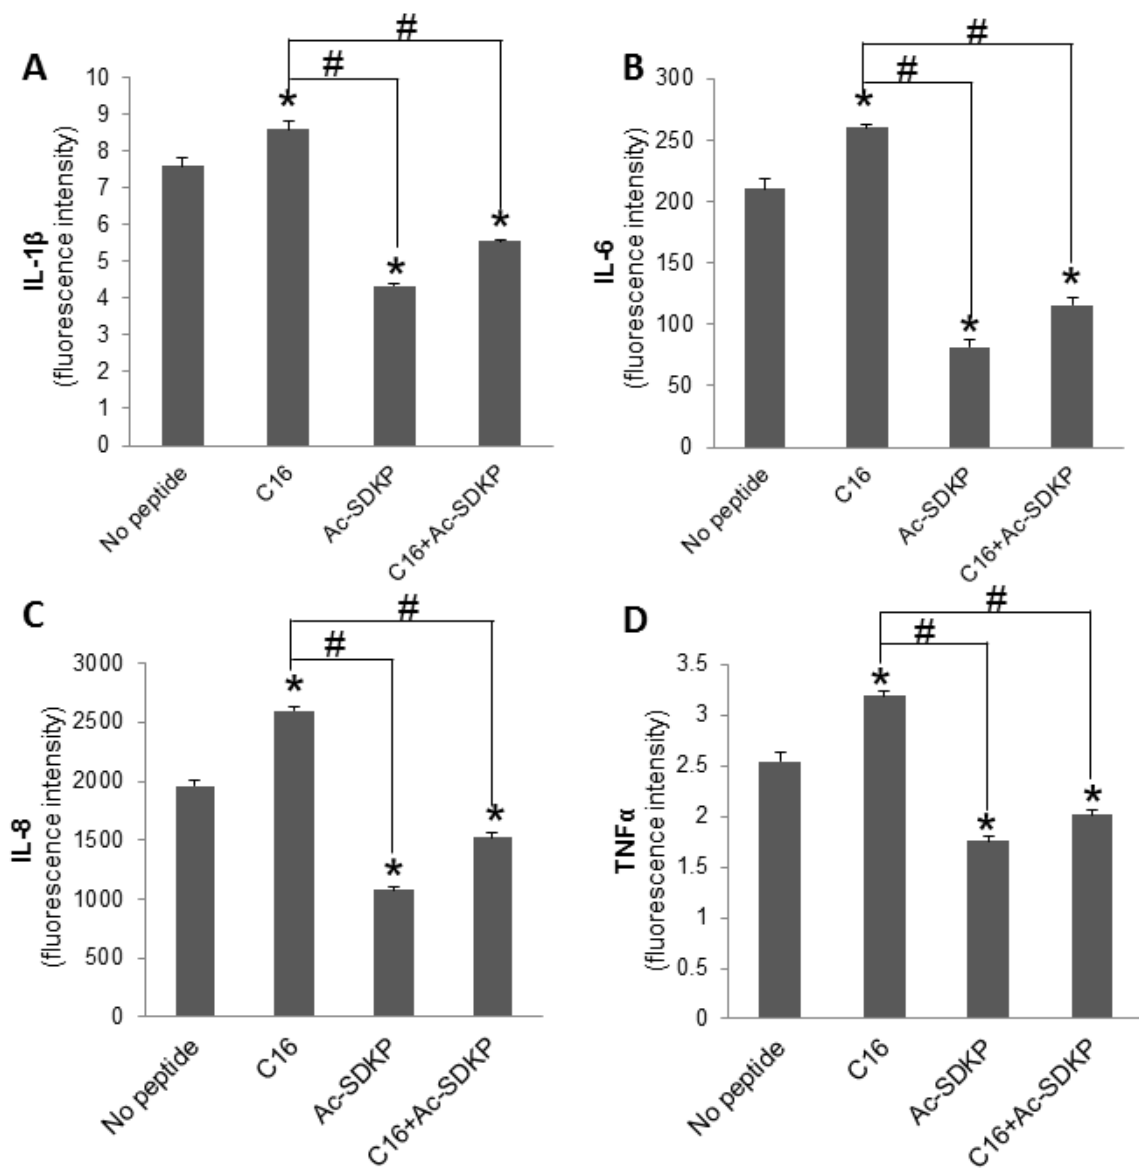 A
#
#
*
*
*
10
9
8
7
6
5
4
3
2
1
0
IL-1β
(fluorescence intensity)
No peptide
C16
Ac-SDKP
C16+Ac-SDKP
B
#
#
*
*
*
300
250
200
150
100
50
0
IL-6
(fluorescence intensity)
No peptide
C16
Ac-SDKP
C16+Ac-SDKP
C
#
#
*
*
*
3000
2500
2000
1500
1000
500
0
IL-8
(fluorescence intensity)
No peptide
C16
Ac-SDKP
C16+Ac-SDKP
D
#
#
*
*
*
3.5
3
2.5
2
1.5
1
0.5
0
TNFα
(fluorescence intensity)
No peptide
C16
Ac-SDKP
C16+Ac-SDKP